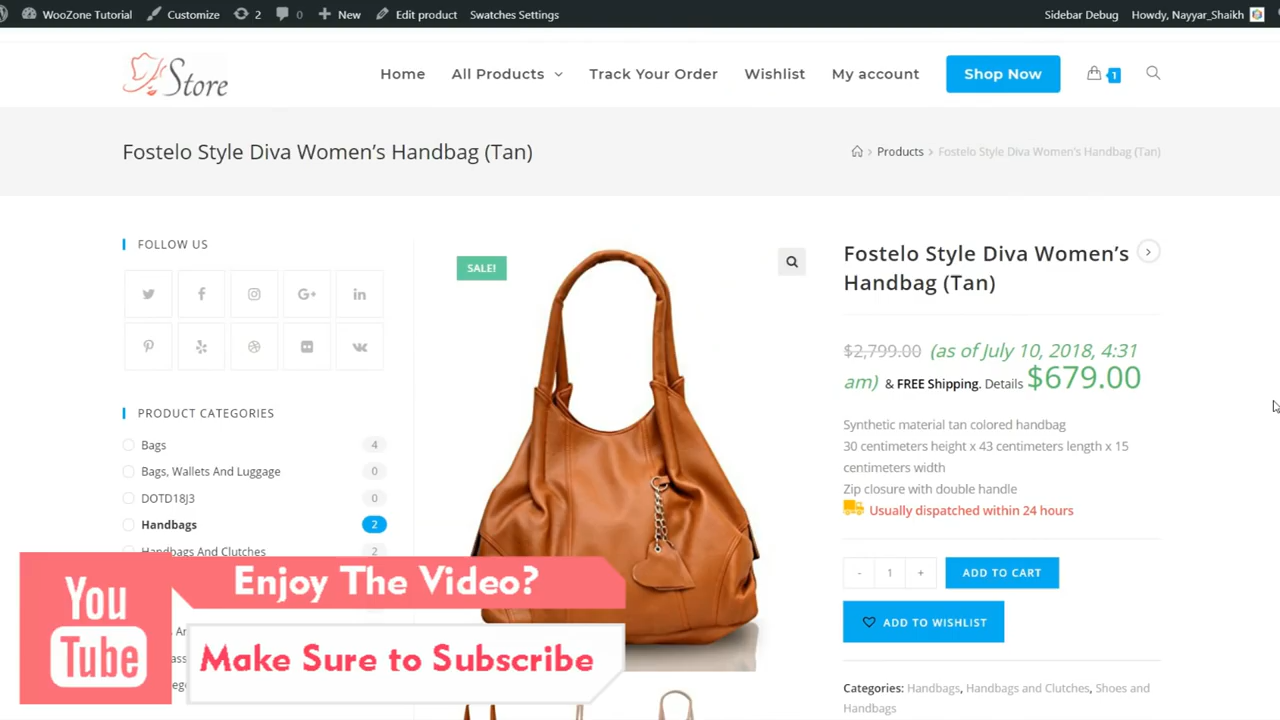 WooZone Tutorial Customize 2 0 New Edit product Swatches Settings Sidebar Debug Howdy, Nayyar_Shaikh
Store Home All Products Track Your Order Wishlist My account Shop Now 1
Fostelo Style Diva Women's Handbag (Tan)
Products Fostelo Style Diva Women's Handbag (Tan)
FOLLOW US
PRODUCT CATEGORIES
Bags 4
Bags, Wallets And Luggage 0
DOTD18J3 0
Handbags 2
Handbags And Clutches 2
SALE!
Fostelo Style Diva Women's
Handbag (Tan)
$2,799.00 (as of July 10, 2018, 4:31
am) & FREE Shipping. Details $679.00
Synthetic material tan colored handbag
30 centimeters height x 43 centimeters length x 15
centimeters width
Zip closure with double handle
Usually dispatched within 24 hours
- 1 + ADD TO CART
ADD TO WISHLIST
Categories: Handbags, Handbags and Clutches, Shoes and
Handbags
You
Tube
Enjoy The Video?
Make Sure to Subscribe